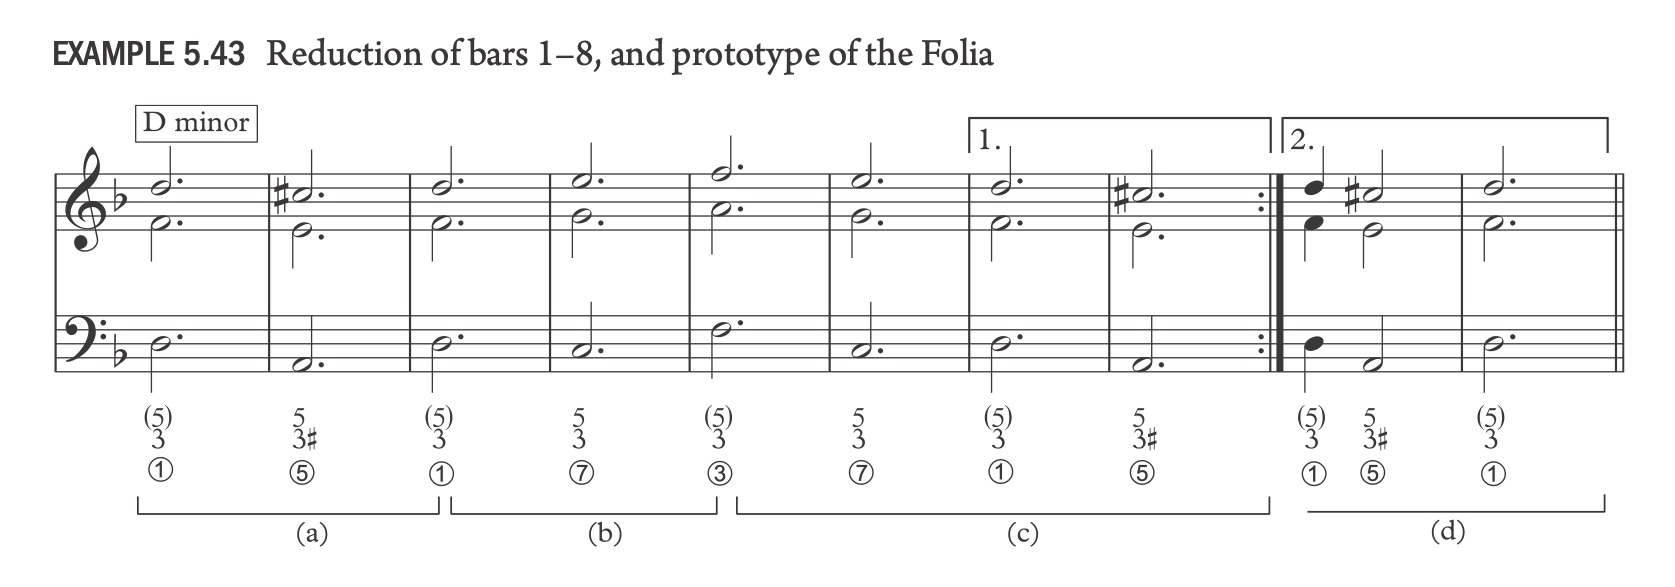 EXAMPLE 5.43 Reduction of bars 1–8, and prototype of the Folia
D minor
1. 2.
(5) 5 (5) 5 (5) 5 (5) 5 (5) 5 (5)
3 3♯ 3 3 3 3 3 3♯ 3 3♯ 3
① ⑤ ① ⑦ ③ ⑦ ① ⑤ ① ⑤ ①
(a) (b) (c) (d)